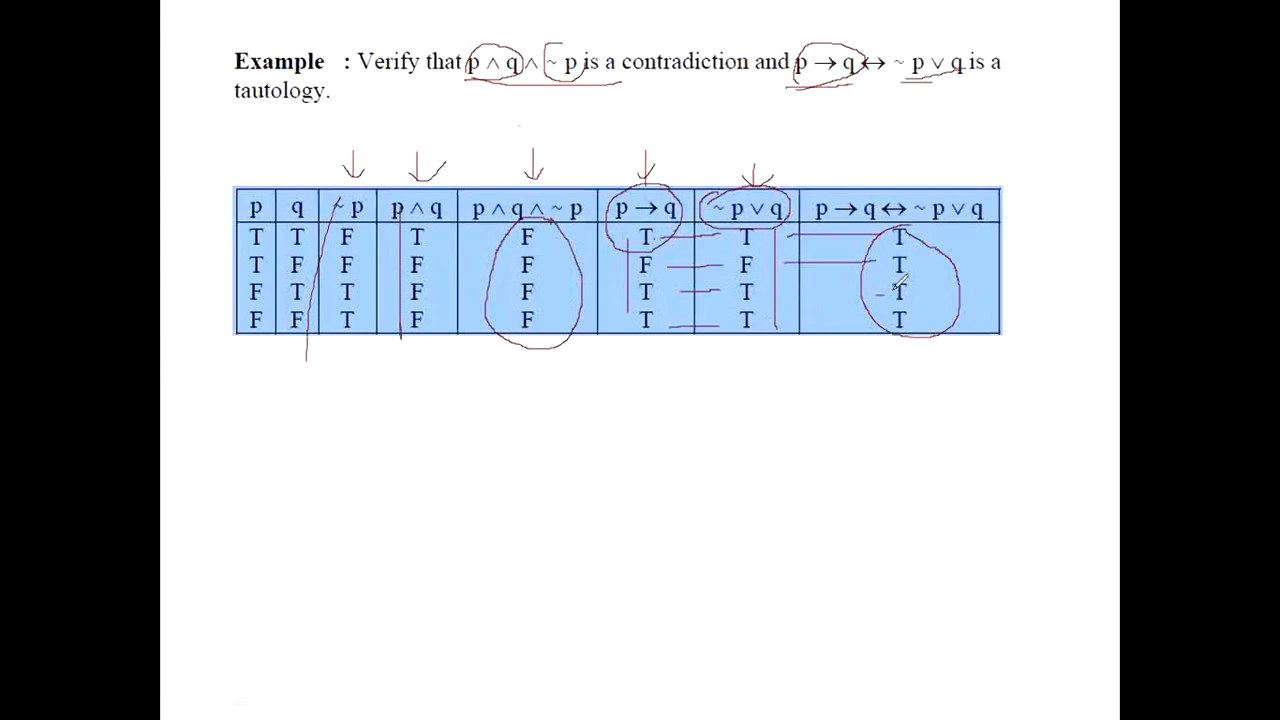 Example : Verify that p ∧ q ∧ ~ p is a contradiction and p → q ↔ ~ p ∨ q is a
tautology.
p q ~ p p ∧ q p ∧ q ∧ ~ p p → q ~ p ∨ q p → q ↔ ~ p ∨ q
T T F T F T T T
T F F F F F F T
F T T F F T T T
F F T F F T T T